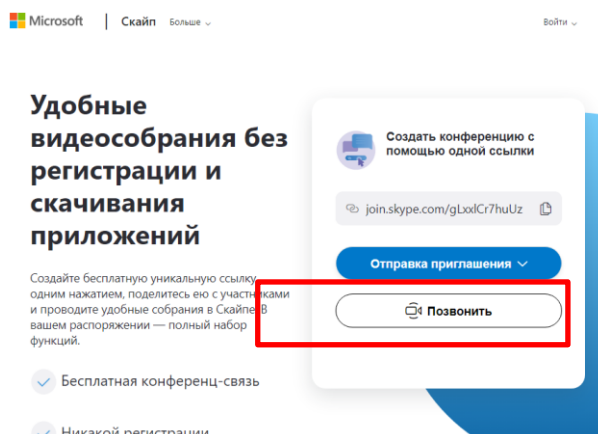 Microsoft
Скайп
Больше
Войти
Удобные
видеособрания без
регистрации и
скачивания
приложений
Создайте бесплатную уникальную ссылку
одним нажатием, поделитесь ею с участниками
и проводите удобные собрания в Скайпе. В
вашем распоряжении — полный набор
функций.
Бесплатная конференц-связь
Никакой регистрации
Создать конференцию с
помощью одной ссылки
join.skype.com/gLxxlCr7huUz
Отправка приглашения
Позвонить